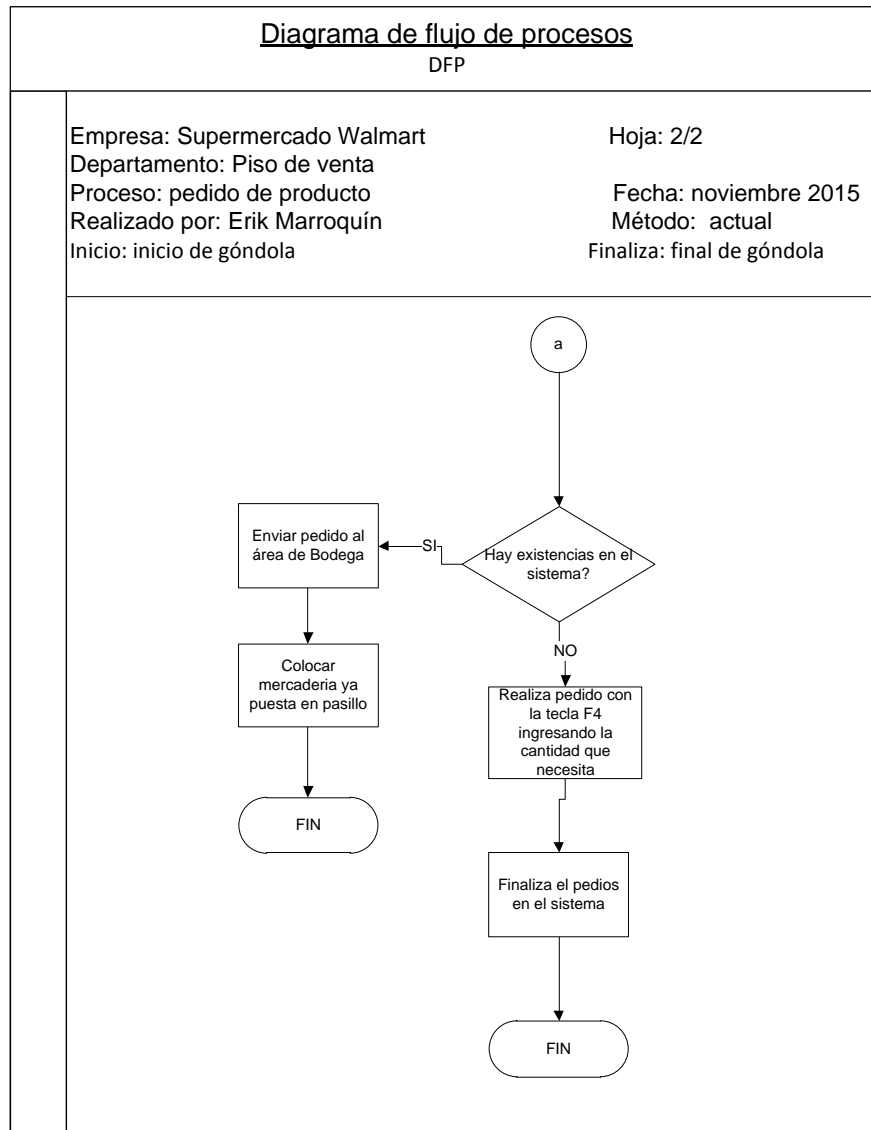 Diagrama de flujo de procesos
DFP
Empresa: Supermercado Walmart Hoja: 2/2
Departamento: Piso de venta
Proceso: pedido de producto Fecha: noviembre 2015
Realizado por: Erik Marroquín Método: actual
Inicio: inicio de góndola Finaliza: final de góndola
a
Hay existencias en el
sistema?
SI
Enviar pedido al
área de Bodega
Colocar
mercaderia ya
puesta en pasillo
FIN
NO
Realiza pedido con
la tecla F4
ingresando la
cantidad que
necesita
Finaliza el pedios
en el sistema
FIN